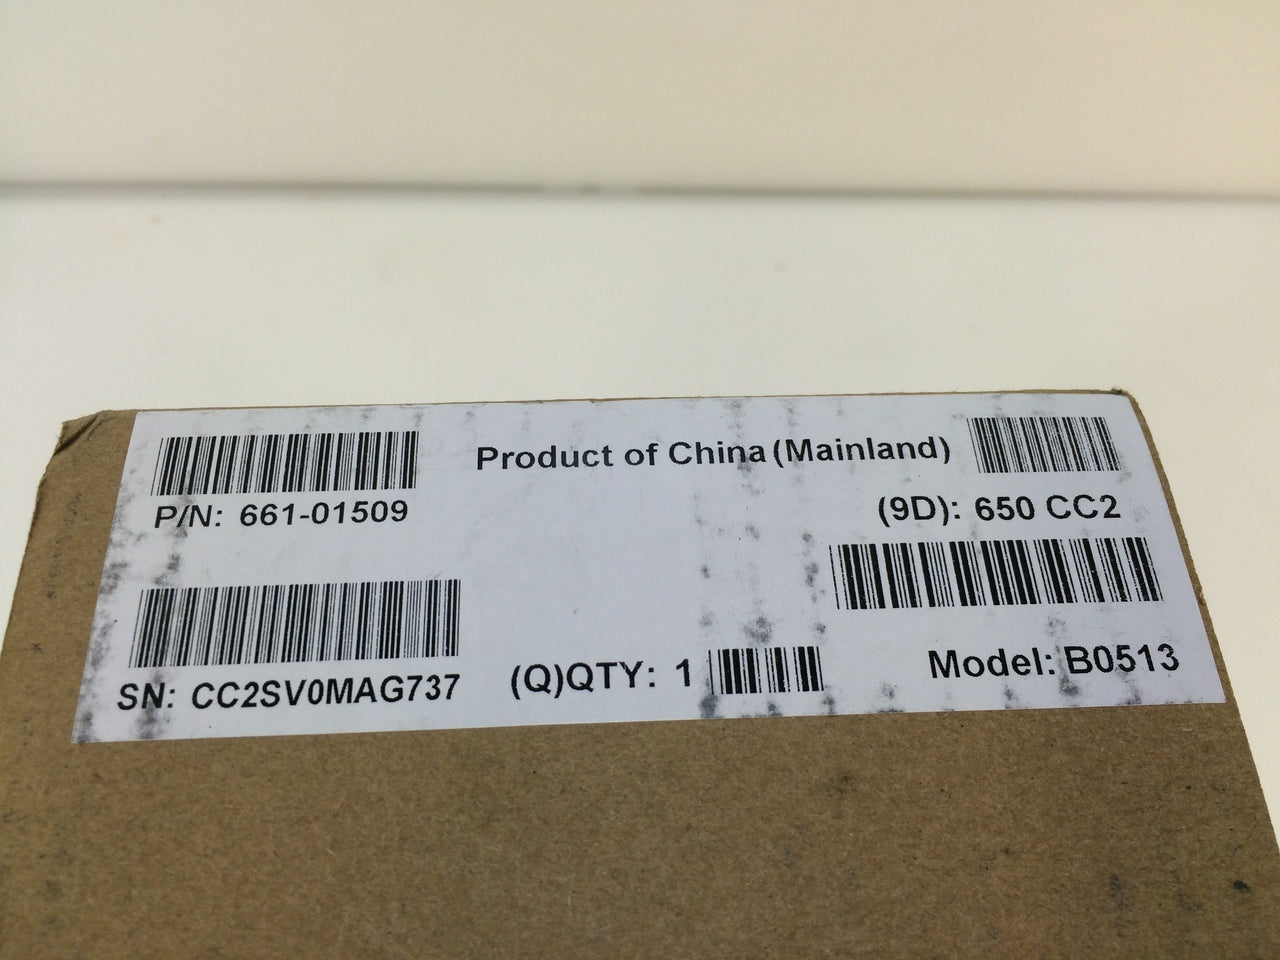 Product of China (Mainland)
P/N: 661-01509
(9D): 650 CC2
SN: CC2SV0MAG737
(Q)QTY: 1
Model: B0513